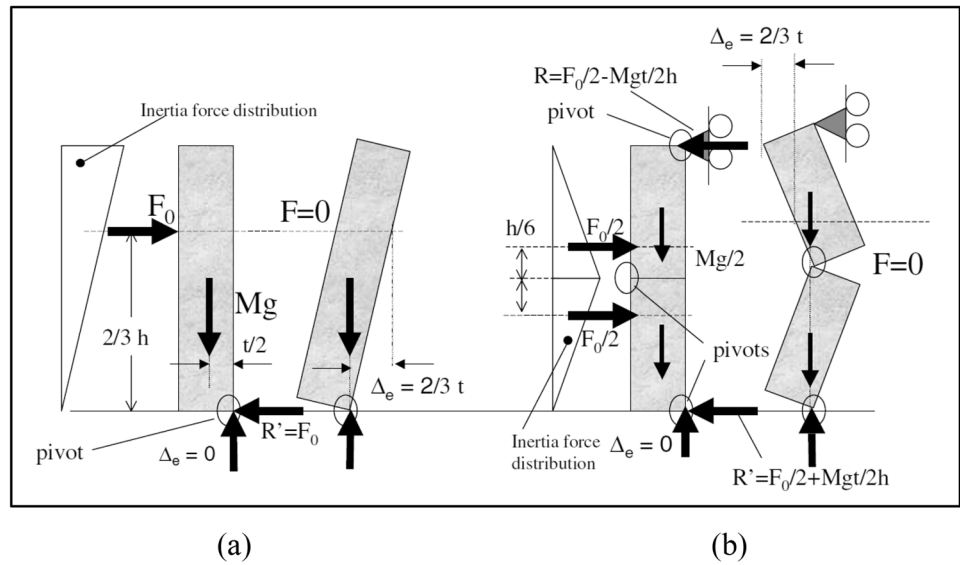 Inertia force distribution
F₀
F=0
2/3 h
Mg
t/2
Δₑ = 2/3 t
pivot
R'=F₀
Δₑ = 0
Δₑ = 2/3 t
R=F₀/2-Mgt/2h
pivot
h/6
F₀/2
Mg/2
F=0
F₀/2
pivots
Inertia force
distribution
Δₑ = 0
R'=F₀/2+Mgt/2h
(a)
(b)